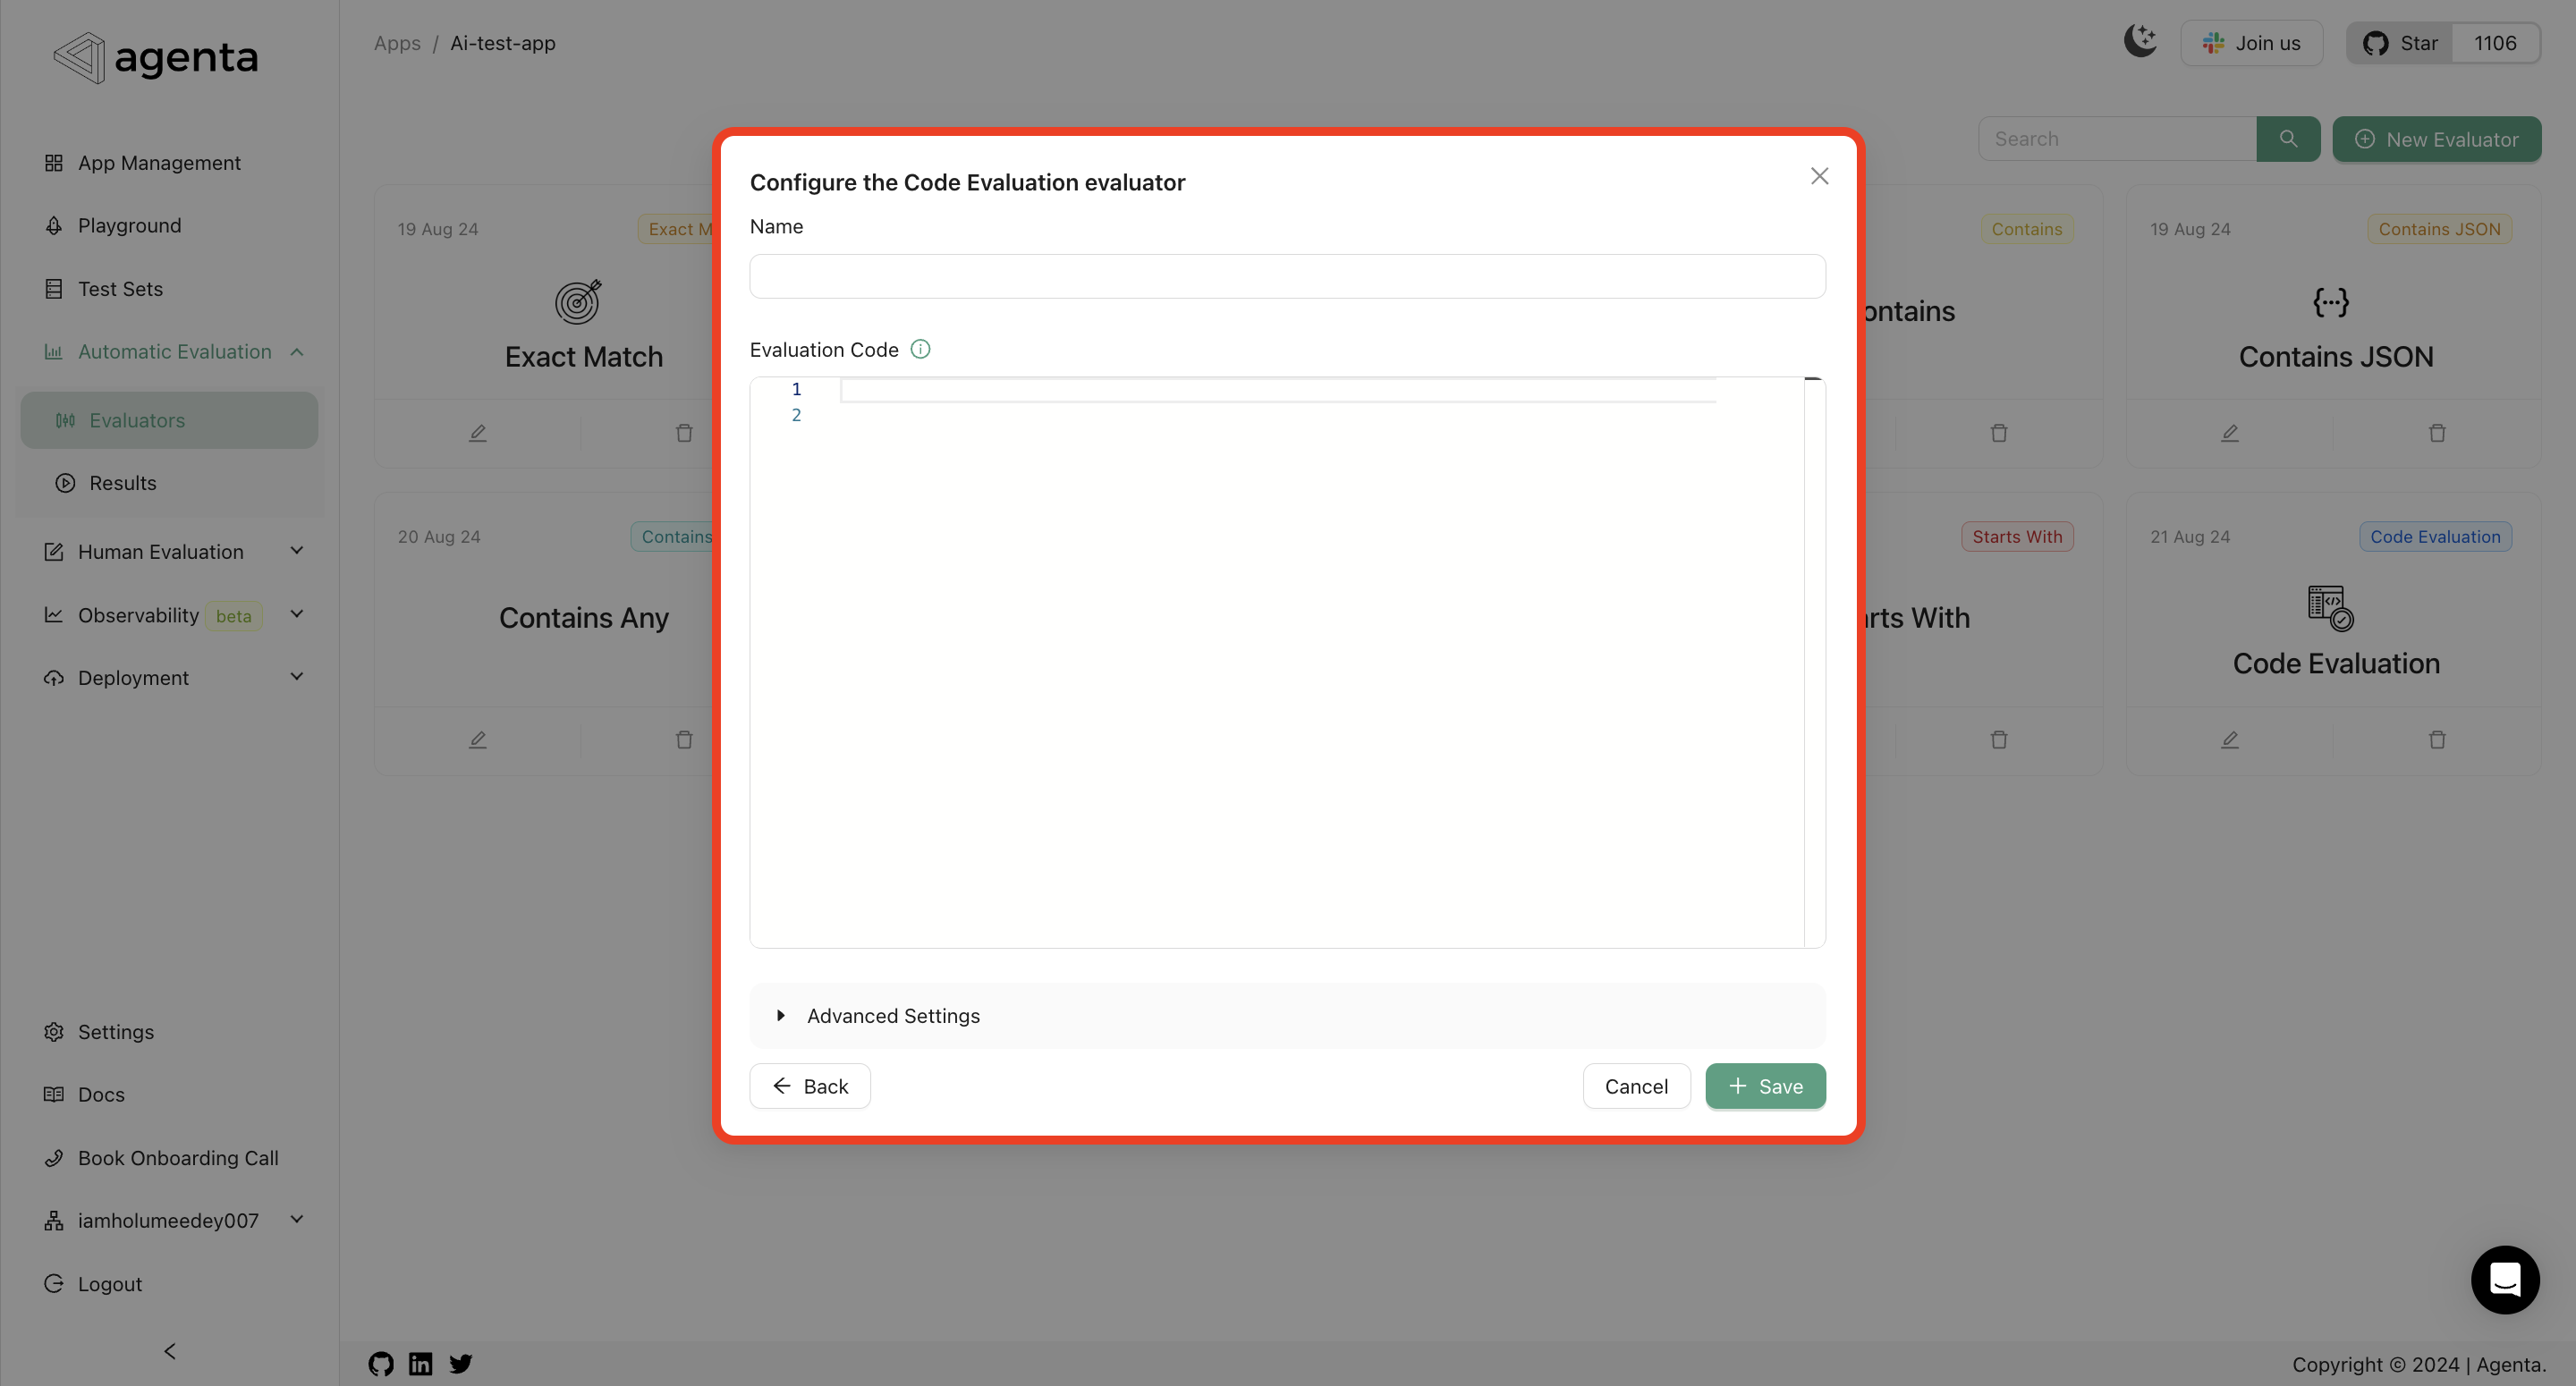 agenta
Apps / Ai-test-app
Join us
Star 1106
App Management
Playground
Test Sets
Automatic Evaluation
Evaluators
Results
Human Evaluation
Observability beta
Deployment
Settings
Docs
Book Onboarding Call
iamholumeedey007
Logout
Search
New Evaluator
19 Aug 24
Exact M
Exact Match
Contains
ontains
19 Aug 24
Contains JSON
Contains JSON
20 Aug 24
Contains
Contains Any
Starts With
rts With
21 Aug 24
Code Evaluation
Code Evaluation
Configure the Code Evaluation evaluator
Name
Evaluation Code
1
2
Advanced Settings
Back
Cancel
Save
Copyright © 2024 | Agenta.